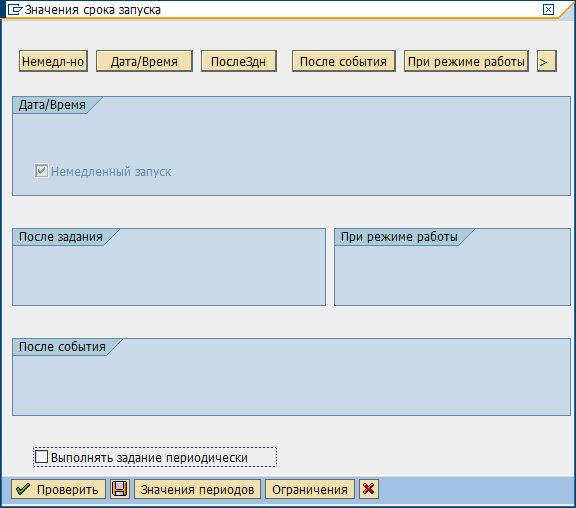 Значения срока запуска
Немедл-но Дата/Время ПослеЗдн После события При режиме работы >
Дата/Время
Немедленный запуск
После задания При режиме работы
После события
Выполнять задание периодически
Проверить Значения периодов Ограничения